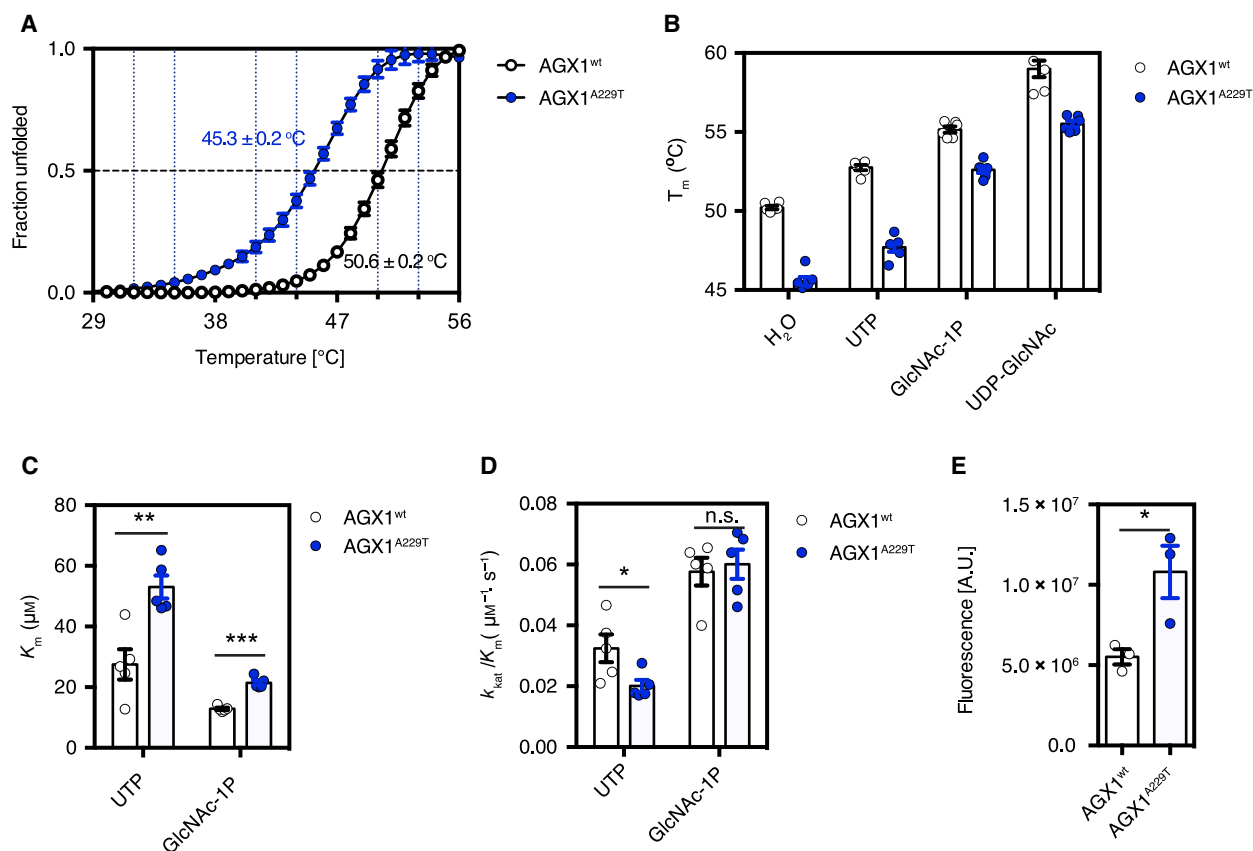 A
1.0
0.5
0.0
Fraction unfolded
29
38
47
56
Temperature [°C]
45.3 ± 0.2 °C
50.6 ± 0.2 °C
AGX1wt
AGX1A229T
B
60
55
50
45
Tm (°C)
H2O
UTP
GlcNAc-1P
UDP-GlcNAc
AGX1wt
AGX1A229T
C
80
60
40
20
0
Km (μM)
**
***
UTP
GlcNAc-1P
AGX1wt
AGX1A229T
D
0.08
0.06
0.04
0.02
0.00
kkat /Km( μM−1· s−1)
*
n.s.
UTP
GlcNAc-1P
AGX1wt
AGX1A229T
E
1.5 × 10⁷
1.0 × 10⁷
5.0 × 10⁶
0.0
Fluorescence [A.U.]
*
AGX1wt
AGX1A229T